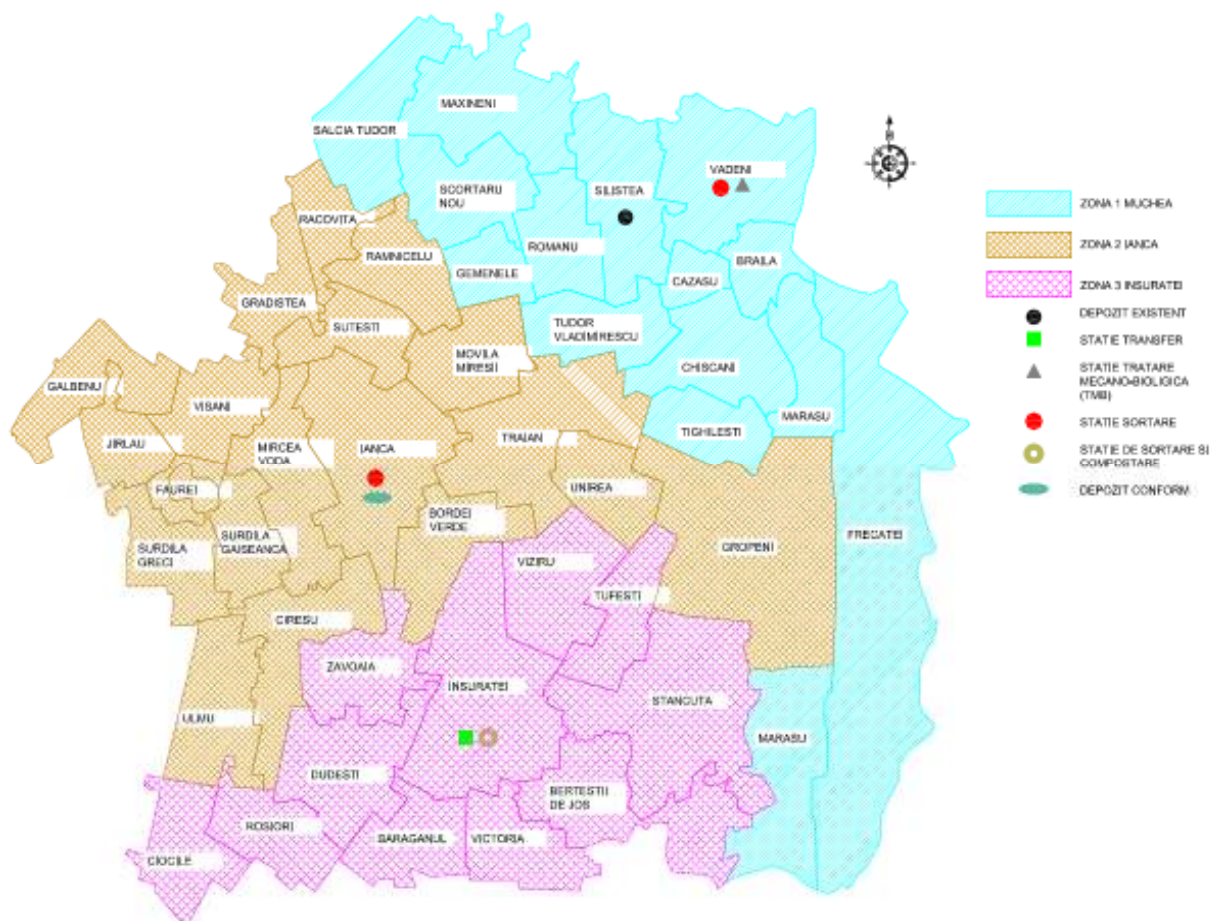 MAXINENI
SALCIA TUDOR
VADENI
SCORTARU
NOU
SILISTEA
RACOVITA
ROMANU
RAMNICELU
BRAILA
GEMENELE
CAZASU
GRADISTEA
SUTESTI
TUDOR
VLADIMIRESCU
MOVILA
MIRESII
CHISCANI
GALBENU
VISANI
MARASU
TIGHILESTI
JIRLAU
MIRCEA
VODA
IANCA
TRAIAN
FAUREI
UNIREA
BORDEI
VERDE
SURDILA
GRECI
SURDILA
GAISEANCA
GROPENI
FRECATEI
VIZIRU
TUFESTI
CIRESU
ZAVOAIA
INSURATEI
STANCUTA
ULMU
MARASU
DUDESTI
BERTESTII
DE JOS
ROSIORI
BARAGANUL
VICTORIA
CIOCILE
N
ZONA 1 MUCHEA
ZONA 2 IANCA
ZONA 3 INSURATEI
DEPOZIT EXISTENT
STATIE TRANSFER
STATIE TRATARE
MECANO-BIOLIGICA
(TMB)
STATIE SORTARE
STATIE DE SORTARE SI
COMPOSTARE
DEPOZIT CONFORM